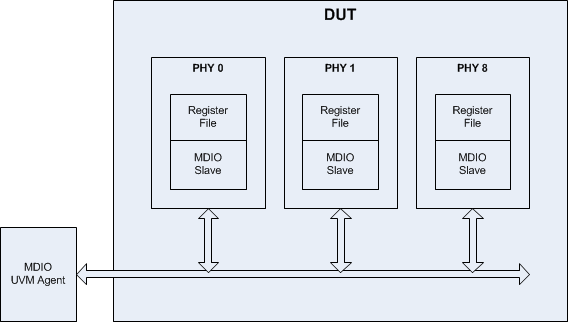 DUT
PHY 0
PHY 1
PHY 8
Register
File
Register
File
Register
File
MDIO
Slave
MDIO
Slave
MDIO
Slave
MDIO
UVM Agent